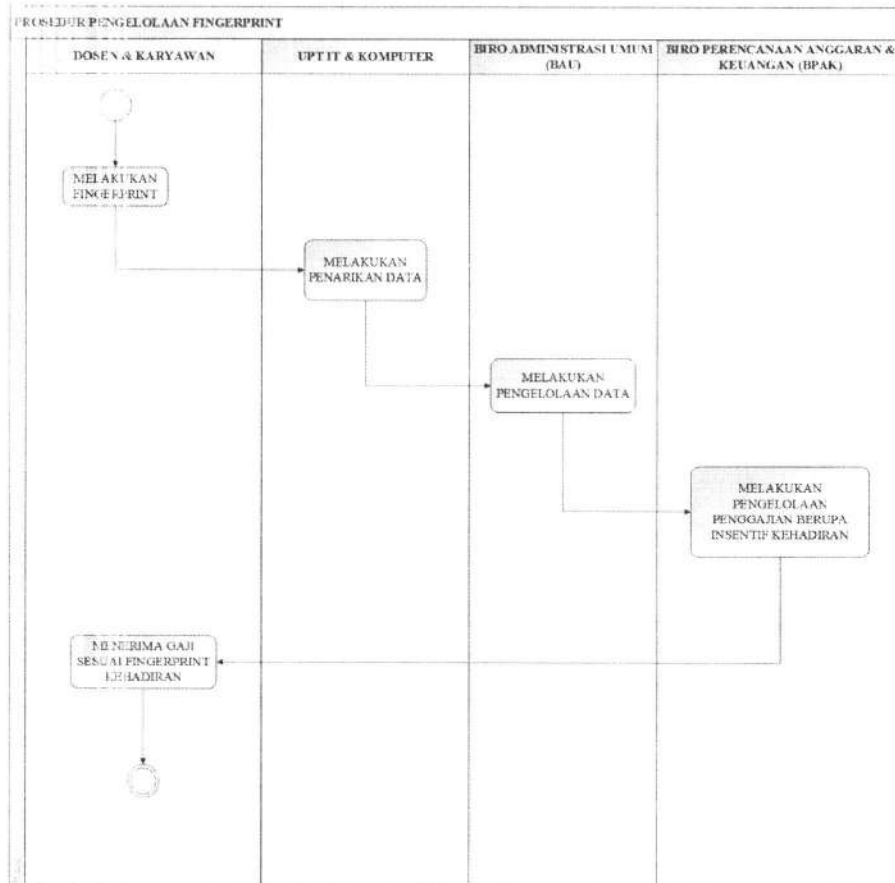 PROSEDUR PENGELOLAAN FINGERPRINT
DOSEN & KARYAWAN
UPT IT & KOMPUTER
BIRO ADMINISTRASI UMUM
(BAU)
BIRO PERENCANAAN ANGGARAN &
KEUANGAN (BPAK)
MELAKUKAN
FINGERPRINT
MELAKUKAN
PENARIKAN DATA
MELAKUKAN
PENGELOLAAN DATA
MELAKUKAN
PENGELOLAAN
PENGGAJIAN BERUPA
INSENTIF KEHADIRAN
MENERIMA GAJI
SESUAI FINGERPRINT
KEHADIRAN